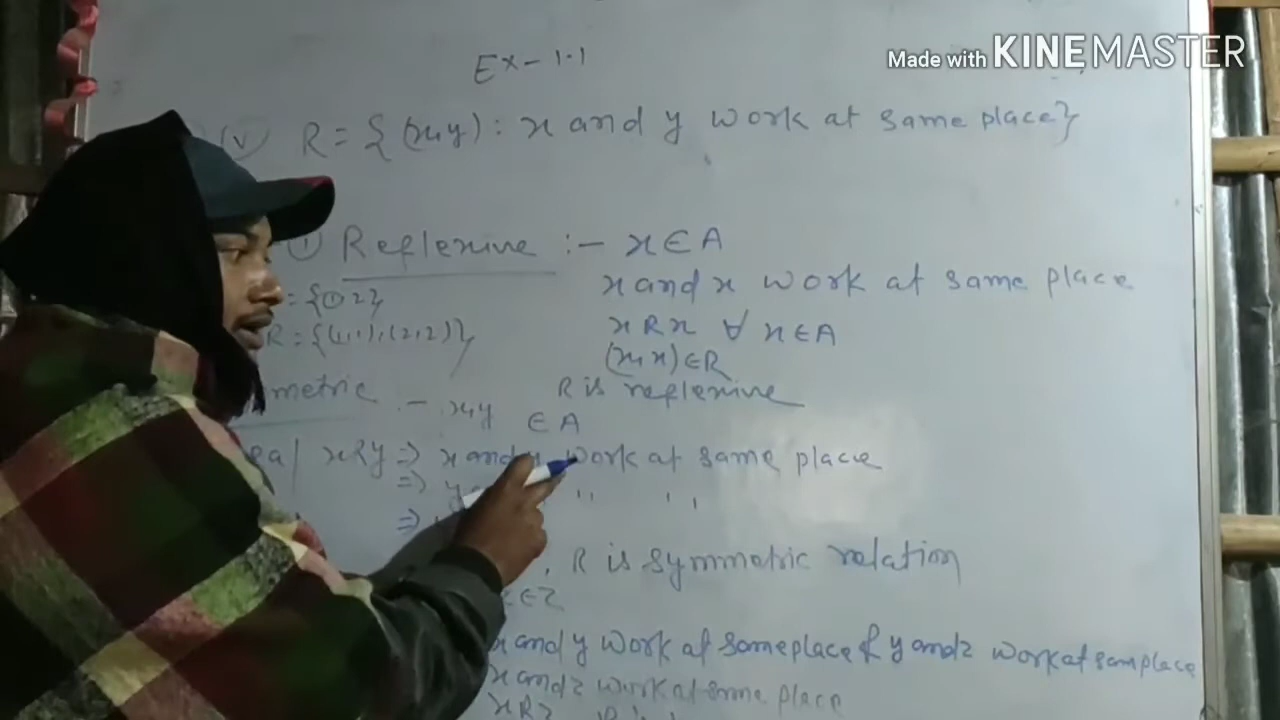 Made with KINEMASTER
Ex-1.1
(v) R = {(x,y) : x and y work at same place}
① Reflexive :- x ∈ A
x and x work at same place
= {① 2}
x R x ∀ x ∈ A
R = {(1,1), (2,2)}
(x, x) ∈ R
R is reflexive
metric :- x, y ∈ A
x R y ⇒ x and y work at same place
⇒ y " "
⇒
R is symmetric relation
∈ Z
x and y work at same place & y and z work at sam place
x and z work at same place
x R z